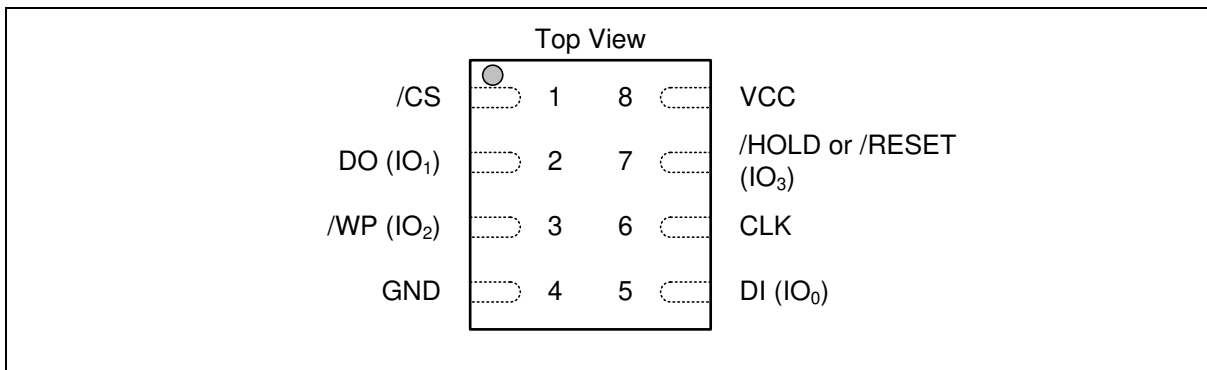 Top View
/CS 1 8 VCC
DO (IO₁) 2 7 /HOLD or /RESET
(IO₃)
/WP (IO₂) 3 6 CLK
GND 4 5 DI (IO₀)